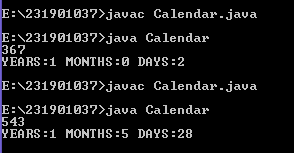 E:\231901037>javac Calendar.java
E:\231901037>java Calendar
367
YEARS:1 MONTHS:0 DAYS:2
E:\231901037>javac Calendar.java
E:\231901037>java Calendar
543
YEARS:1 MONTHS:5 DAYS:28